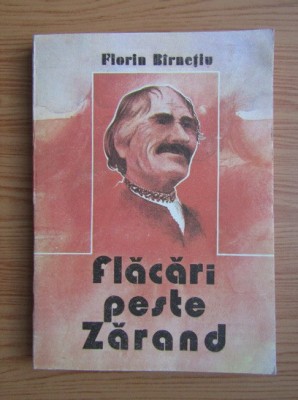 Florin Bîrnețiu
Flăcări
peste
Zărand